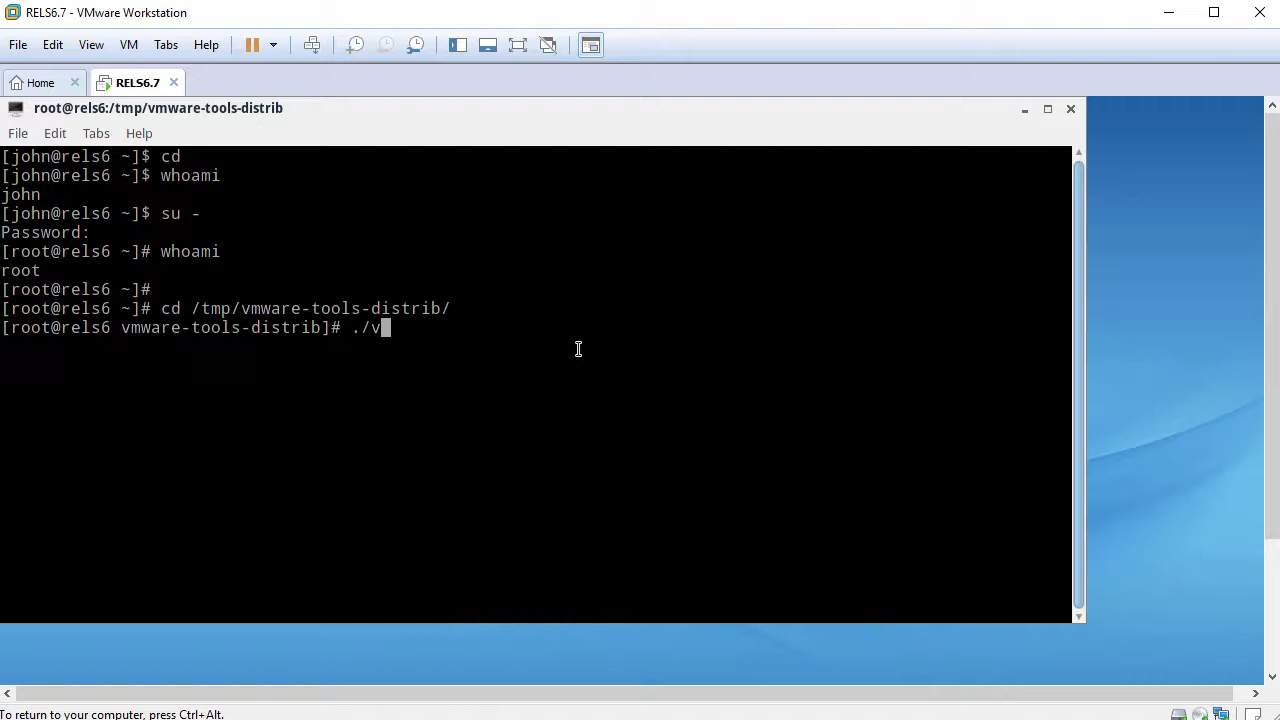 RELS6.7 - VMware Workstation
File Edit View VM Tabs Help
Home RELS6.7
root@rels6:/tmp/vmware-tools-distrib
File Edit Tabs Help
[john@rels6 ~]$ cd
[john@rels6 ~]$ whoami
john
[john@rels6 ~]$ su -
Password:
[root@rels6 ~]# whoami
root
[root@rels6 ~]#
[root@rels6 ~]# cd /tmp/vmware-tools-distrib/
[root@rels6 vmware-tools-distrib]# ./v
To return to your computer, press Ctrl+Alt.